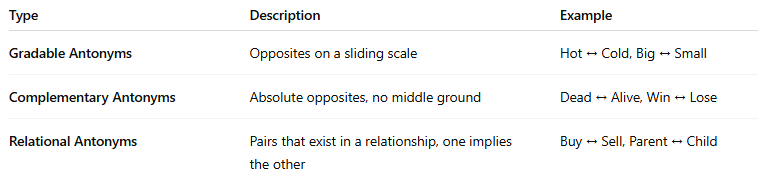 Type Description Example
Gradable Antonyms Opposites on a sliding scale Hot ↔ Cold, Big ↔ Small
Complementary Antonyms Absolute opposites, no middle ground Dead ↔ Alive, Win ↔ Lose
Relational Antonyms Pairs that exist in a relationship, one implies Buy ↔ Sell, Parent ↔ Child
the other